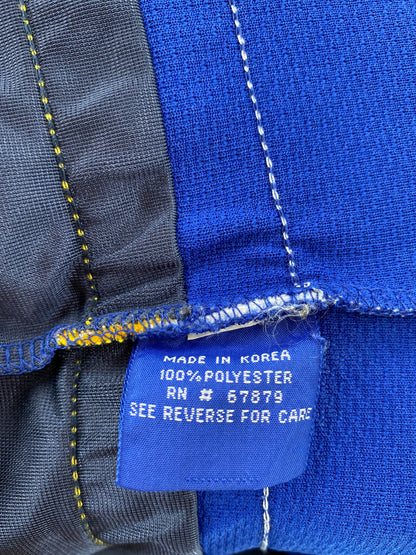 MADE IN KOREA
100% POLYESTER
RN # 67879
SEE REVERSE FOR CARE